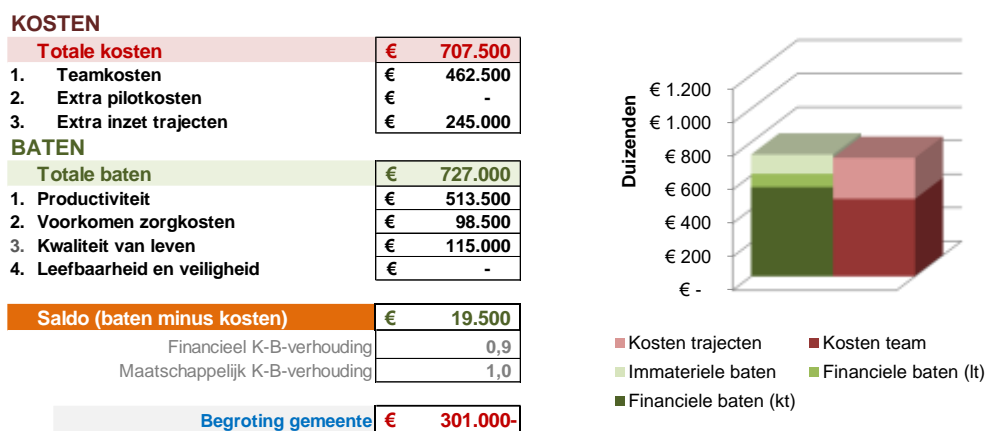 KOSTEN
Totale kosten € 707.500
1. Teamkosten € 462.500
2. Extra pilotkosten € -
3. Extra inzet trajecten € 245.000
BATEN
Totale baten € 727.000
1. Productiviteit € 513.500
2. Voorkomen zorgkosten € 98.500
3. Kwaliteit van leven € 115.000
4. Leefbaarheid en veiligheid € -
Saldo (baten minus kosten) € 19.500
Financieel K-B-verhouding 0,9
Maatschappelijk K-B-verhouding 1,0
Begroting gemeente € 301.000-
Duizenden
€ 1.200
€ 1.000
€ 800
€ 600
€ 400
€ 200
€ -
Kosten trajecten Kosten team
Immateriele baten Financiele baten (lt)
Financiele baten (kt)